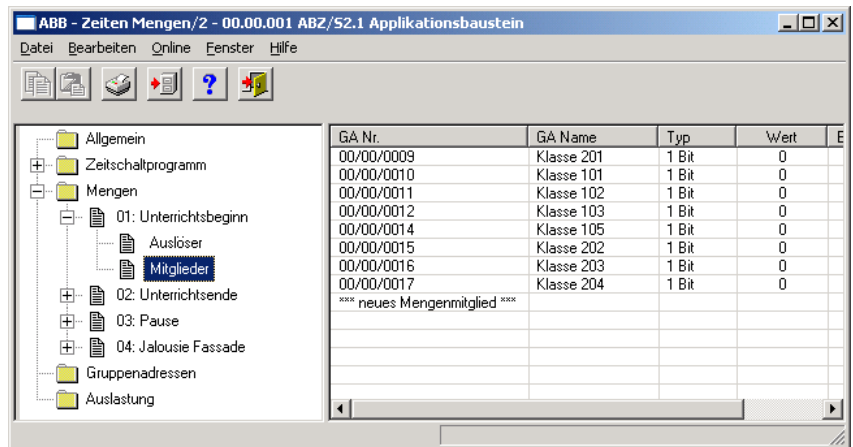 ABB - Zeiten Mengen/2 - 00.00.001 ABZ/S2.1 Applikationsbaustein
Datei Bearbeiten Online Fenster Hilfe
Allgemein
Zeitschaltprogramm
Mengen
01: Unterrichtsbeginn
Auslöser
Mitglieder
02: Unterrichtsende
03: Pause
04: Jalousie Fassade
Gruppenadressen
Auslastung
GA Nr. GA Name Typ Wert
00/00/0009 Klasse 201 1 Bit 0
00/00/0010 Klasse 101 1 Bit 0
00/00/0011 Klasse 102 1 Bit 0
00/00/0012 Klasse 103 1 Bit 0
00/00/0014 Klasse 105 1 Bit 0
00/00/0015 Klasse 202 1 Bit 0
00/00/0016 Klasse 203 1 Bit 0
00/00/0017 Klasse 204 1 Bit 0
*** neues Mengenmitglied ***